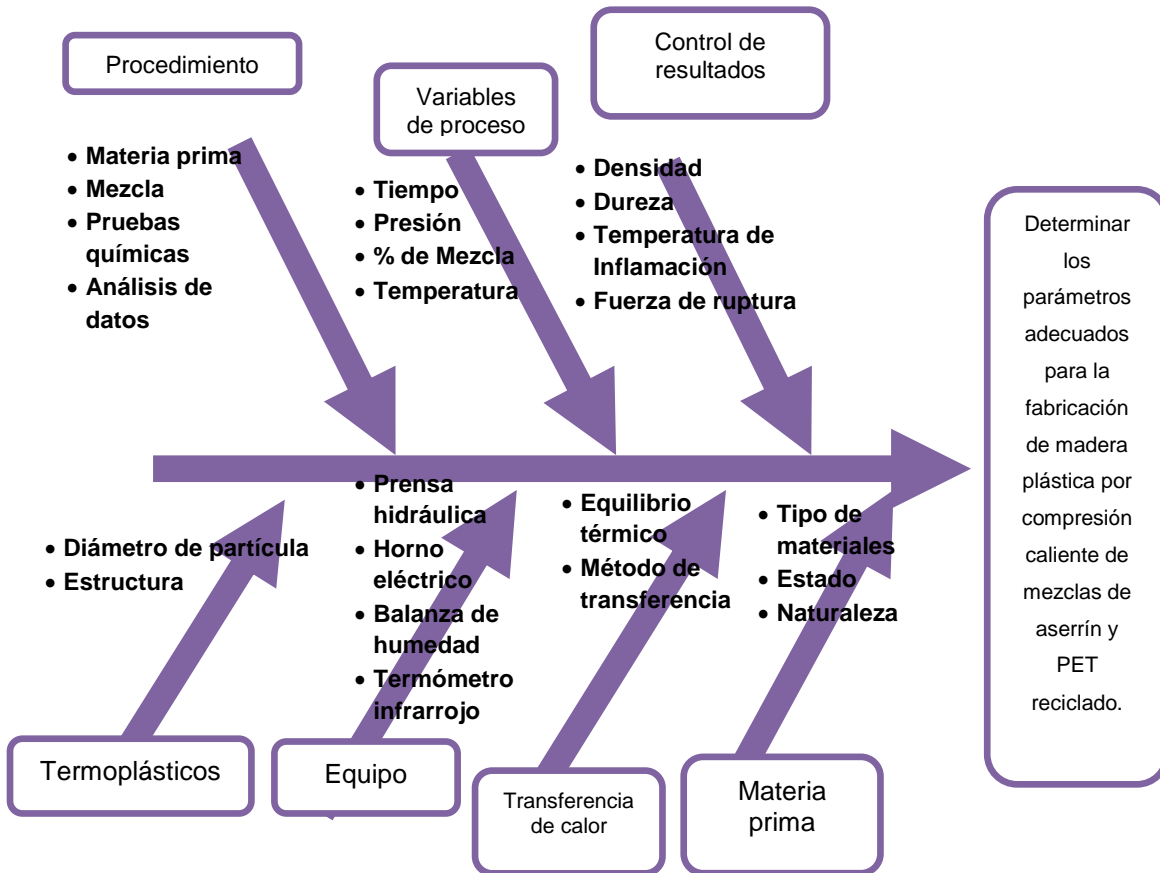 Procedimiento
Variables
de proceso
Control de
resultados
• Materia prima
• Mezcla
• Pruebas
químicas
• Análisis de
datos
• Tiempo
• Presión
• % de Mezcla
• Temperatura
• Densidad
• Dureza
• Temperatura de
Inflamación
• Fuerza de ruptura
Determinar
los
parámetros
adecuados
para la
fabricación
de madera
plástica por
compresión
caliente de
mezclas de
aserrín y
PET
reciclado.
• Diámetro de partícula
• Estructura
• Prensa
hidráulica
• Horno
eléctrico
• Balanza de
humedad
• Termómetro
infrarrojo
• Equilibrio
térmico
• Método de
transferencia
• Tipo de
materiales
• Estado
• Naturaleza
Termoplásticos
Equipo
Transferencia
de calor
Materia
prima